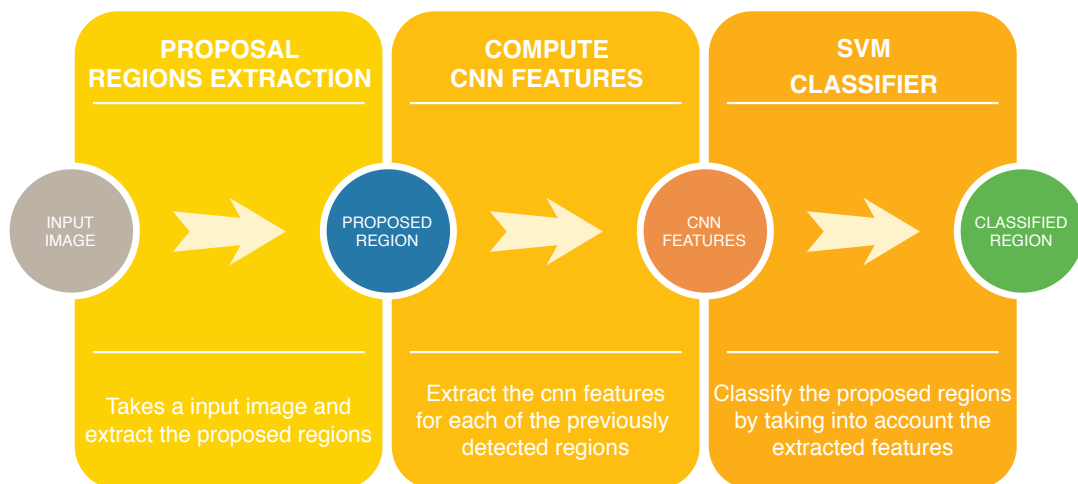 PROPOSAL
REGIONS EXTRACTION
COMPUTE
CNN FEATURES
SVM
CLASSIFIER
INPUT
IMAGE
PROPOSED
REGION
CNN
FEATURES
CLASSIFIED
REGION
Takes a input image and
extract the proposed regions
Extract the cnn features
for each of the previously
detected regions
Classify the proposed regions
by taking into account the
extracted features